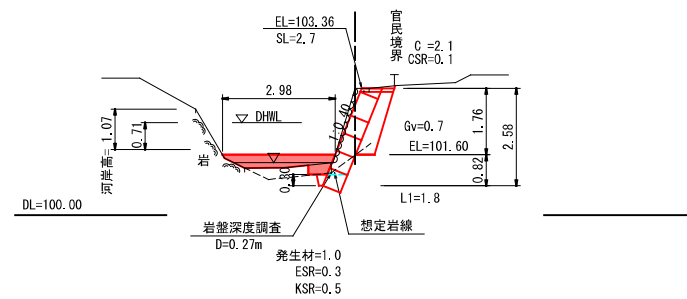 EL=103.36
SL=2.7
官民境界
C =2.1
CSR=0.1
2.98
DHWL
1:0.40
河岸高= 1.07
0.71
岩
Gv=0.7
1.76
2.58
EL=101.60
0.82
0.80
L1=1.8
DL=100.00
岩盤深度調査
D=0.27m
想定岩線
発生材=1.0
ESR=0.3
KSR=0.5